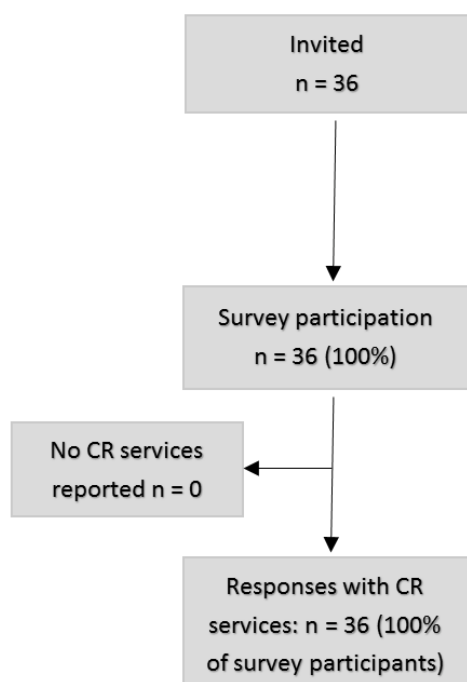 Invited
n = 36
Survey participation
n = 36 (100%)
No CR services
reported n = 0
Responses with CR
services: n = 36 (100%
of survey participants)